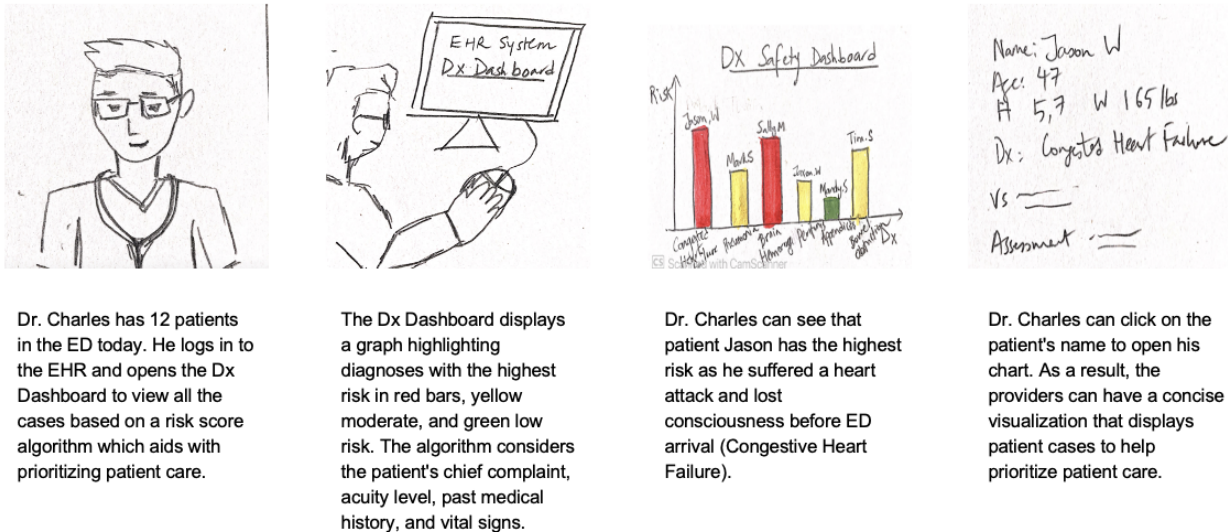 EHR System
Dx Dashboard
Dx Safety Dashboard
Risk
Jason.W
Mark.S
Sally.M
Jason.W
Mandy.S
Tim.S
Congested
Heart failure
Pneumonia
Brain
Hemorrage
Appendicitis
Dx
CS Scanned with CamScanner
Name: Jason W
Age: 47
H 5,7 W 165 lbs
Dx: Congested Heart Failure
Vs
Assessment
Dr. Charles has 12 patients
in the ED today. He logs in to
the EHR and opens the Dx
Dashboard to view all the
cases based on a risk score
algorithm which aids with
prioritizing patient care.
The Dx Dashboard displays
a graph highlighting
diagnoses with the highest
risk in red bars, yellow
moderate, and green low
risk. The algorithm considers
the patient's chief complaint,
acuity level, past medical
history, and vital signs.
Dr. Charles can see that
patient Jason has the highest
risk as he suffered a heart
attack and lost
consciousness before ED
arrival (Congestive Heart
Failure).
Dr. Charles can click on the
patient's name to open his
chart. As a result, the
providers can have a concise
visualization that displays
patient cases to help
prioritize patient care.